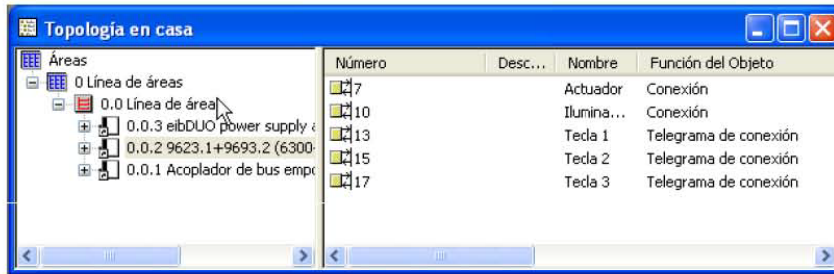 Topología en casa
Áreas
0 Línea de áreas
0.0 Línea de área
0.0.3 eibDUO power supply
0.0.2 9623.1+9693.2 (6300-
0.0.1 Acoplador de bus emp
Número Desc... Nombre Función del Objeto
7 Actuador Conexión
10 Ilumina... Conexión
13 Tecla 1 Telegrama de conexión
15 Tecla 2 Telegrama de conexión
17 Tecla 3 Telegrama de conexión